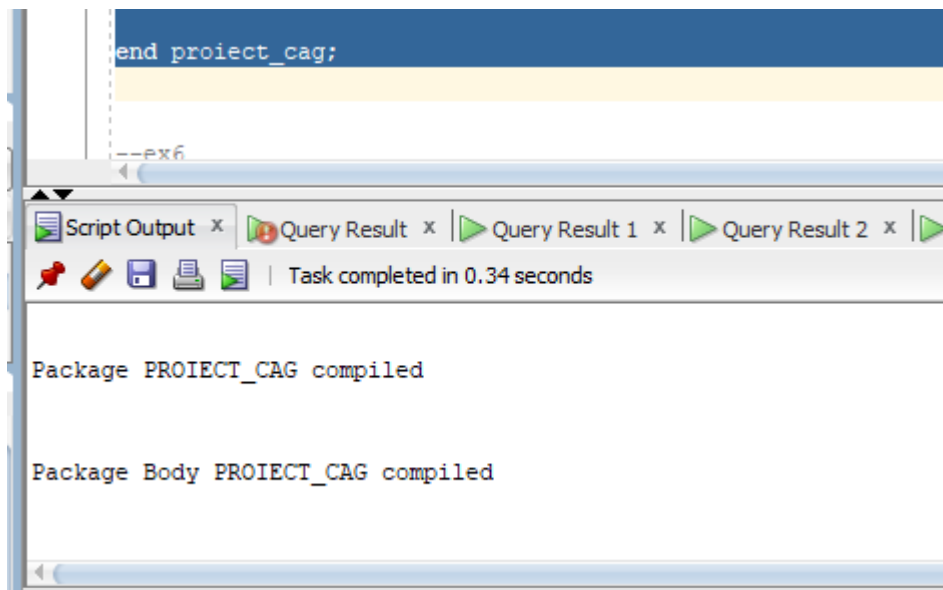 end proiect_cag;
--ex6
Script Output x Query Result x Query Result 1 x Query Result 2 x
Task completed in 0.34 seconds
Package PROIECT_CAG compiled
Package Body PROIECT_CAG compiled